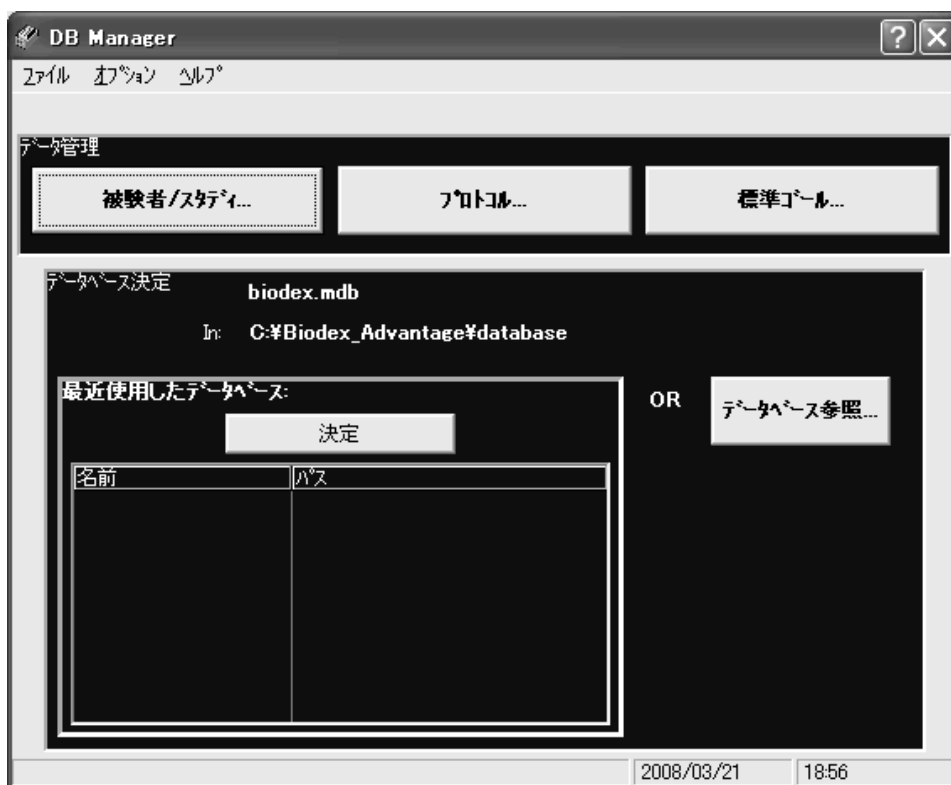 DB Manager
ﾌｧｲﾙ ｵﾌﾟｼｮﾝ ﾍﾙﾌﾟ
ﾃﾞｰﾀ管理
被験者/ｽﾀﾃﾞｨ... ﾌﾟﾛﾄｺﾙ... 標準ｺﾞｰﾙ...
ﾃﾞｰﾀﾍﾞｰｽ決定
biodex.mdb
In: C:¥Biodex_Advantage¥database
最近使用したﾃﾞｰﾀﾍﾞｰｽ:
OR ﾃﾞｰﾀﾍﾞｰｽ参照...
決定
名前 ﾊﾟｽ
2008/03/21 18:56